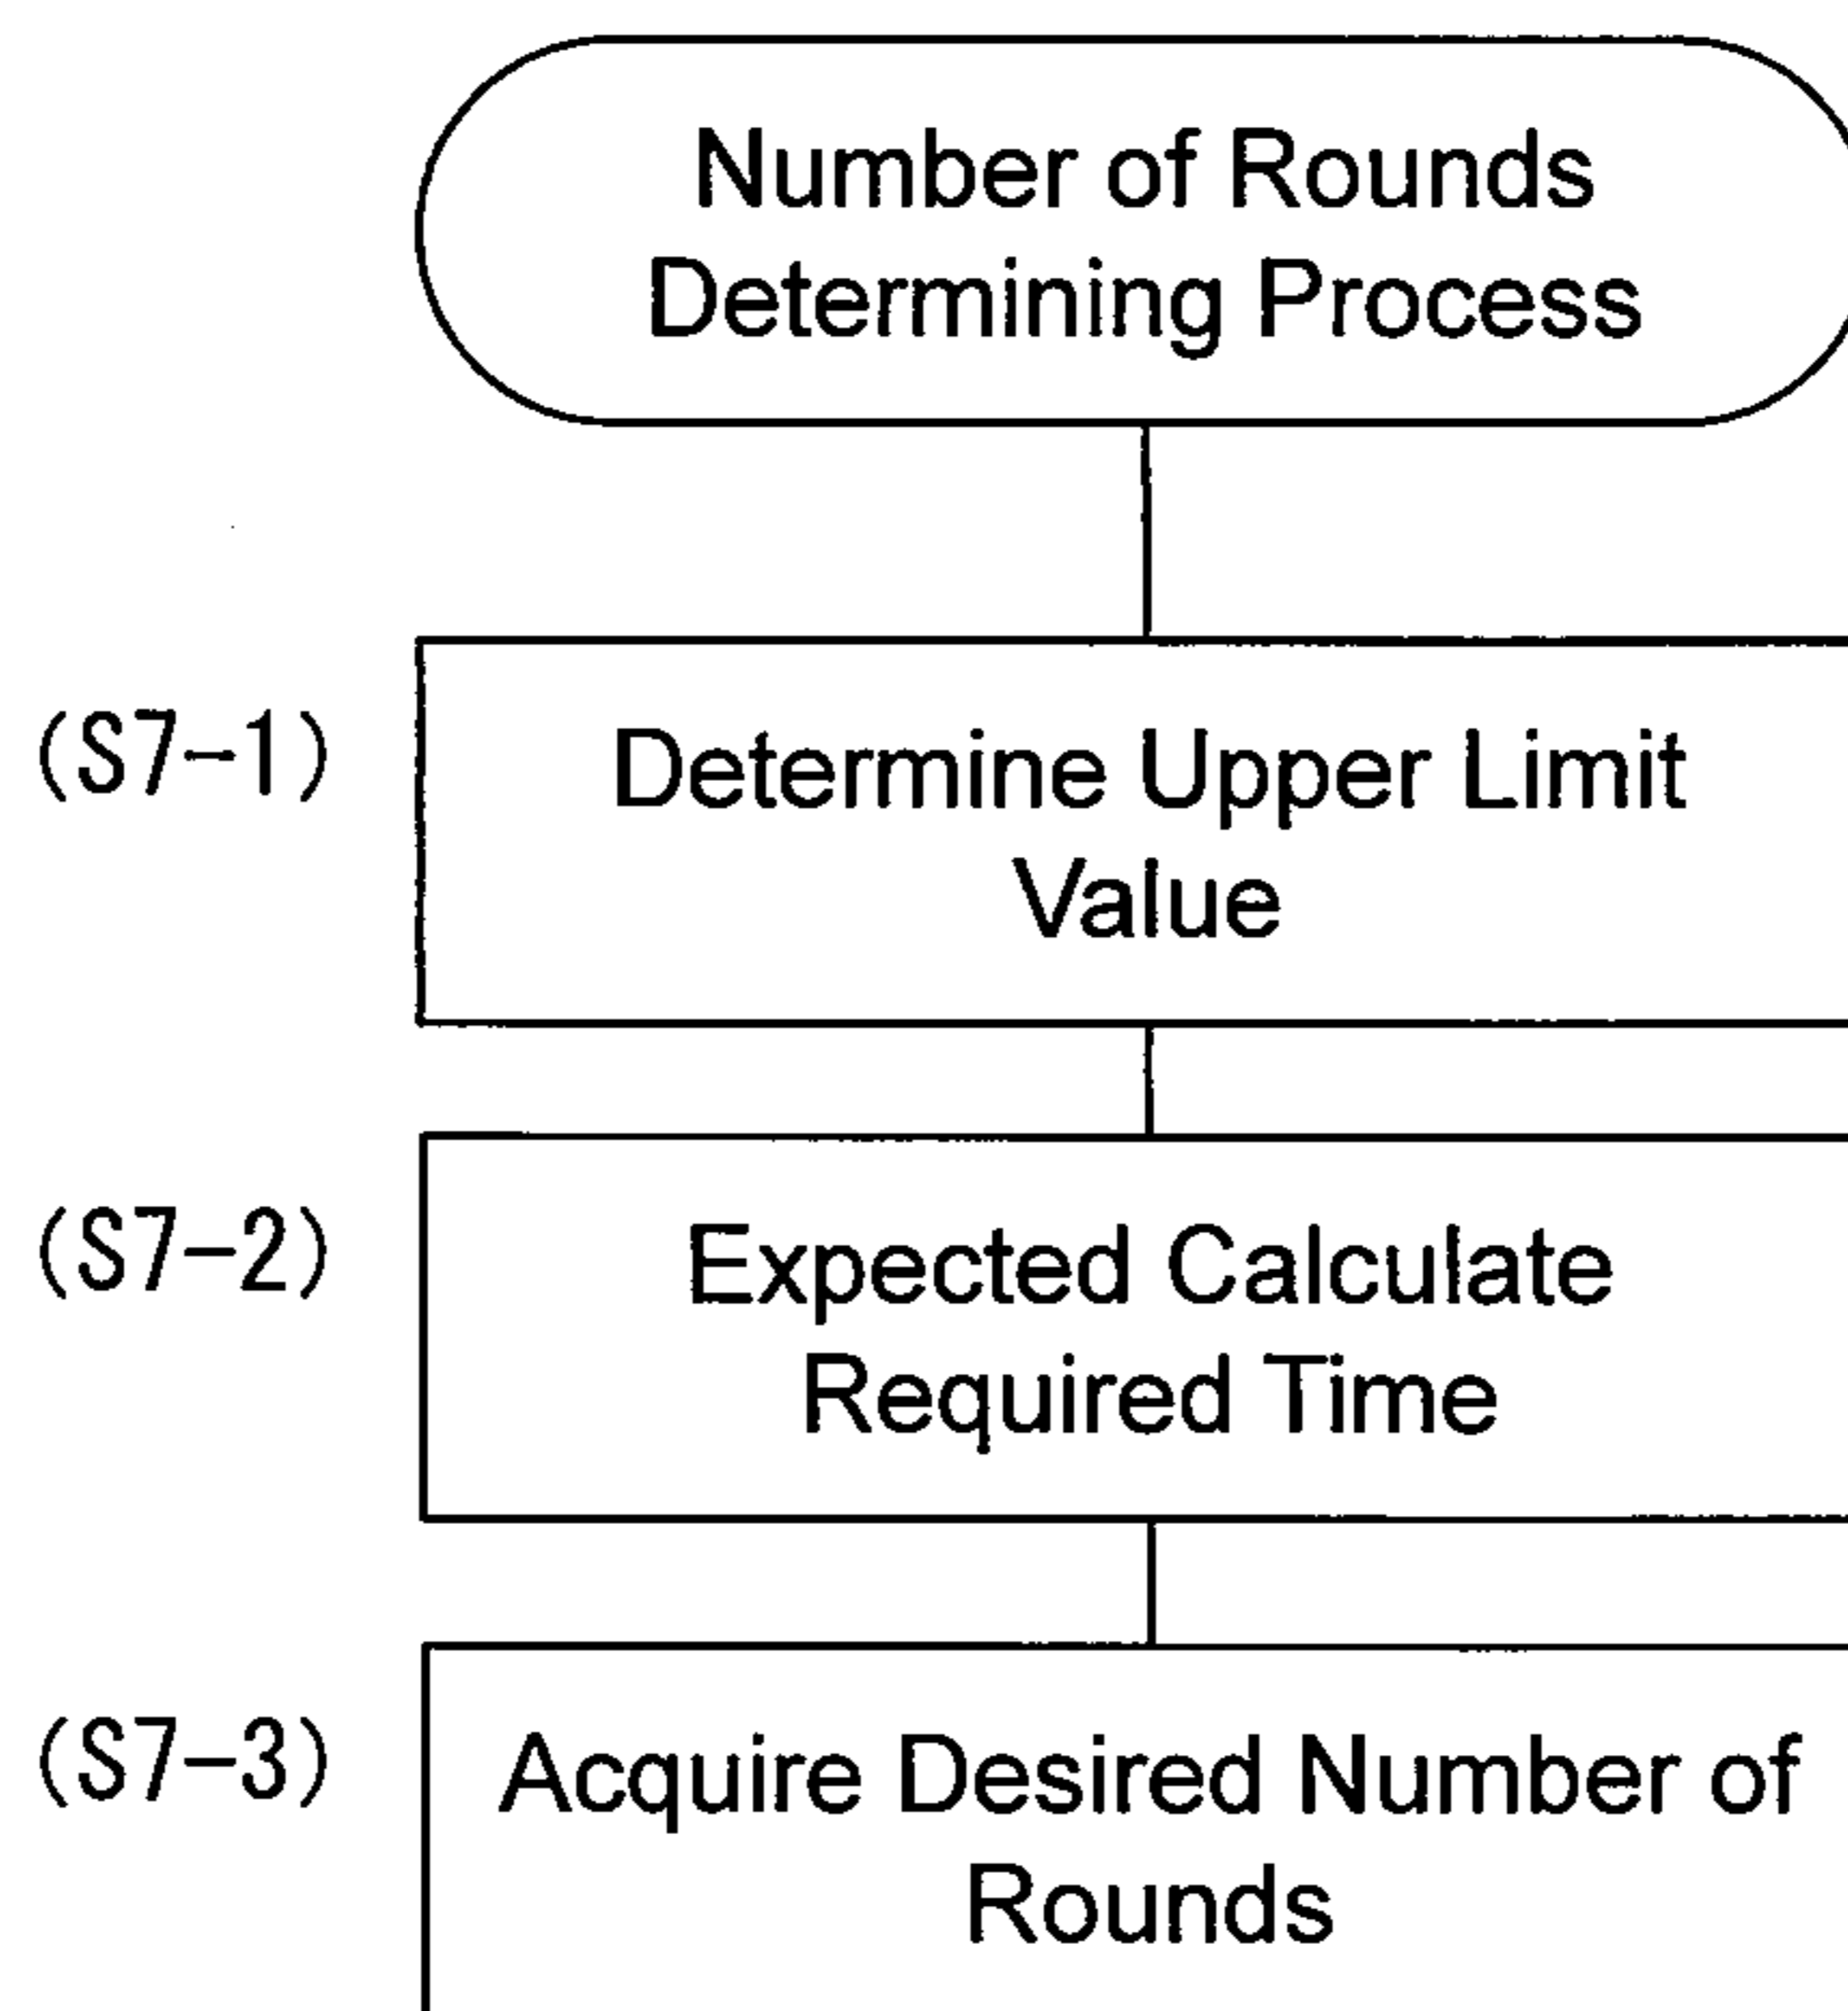 Number of Rounds
Determining Process
(S7-1)
Determine Upper Limit
Value
(S7-2)
Expected Calculate
Required Time
(S7-3)
Acquire Desired Number of
Rounds